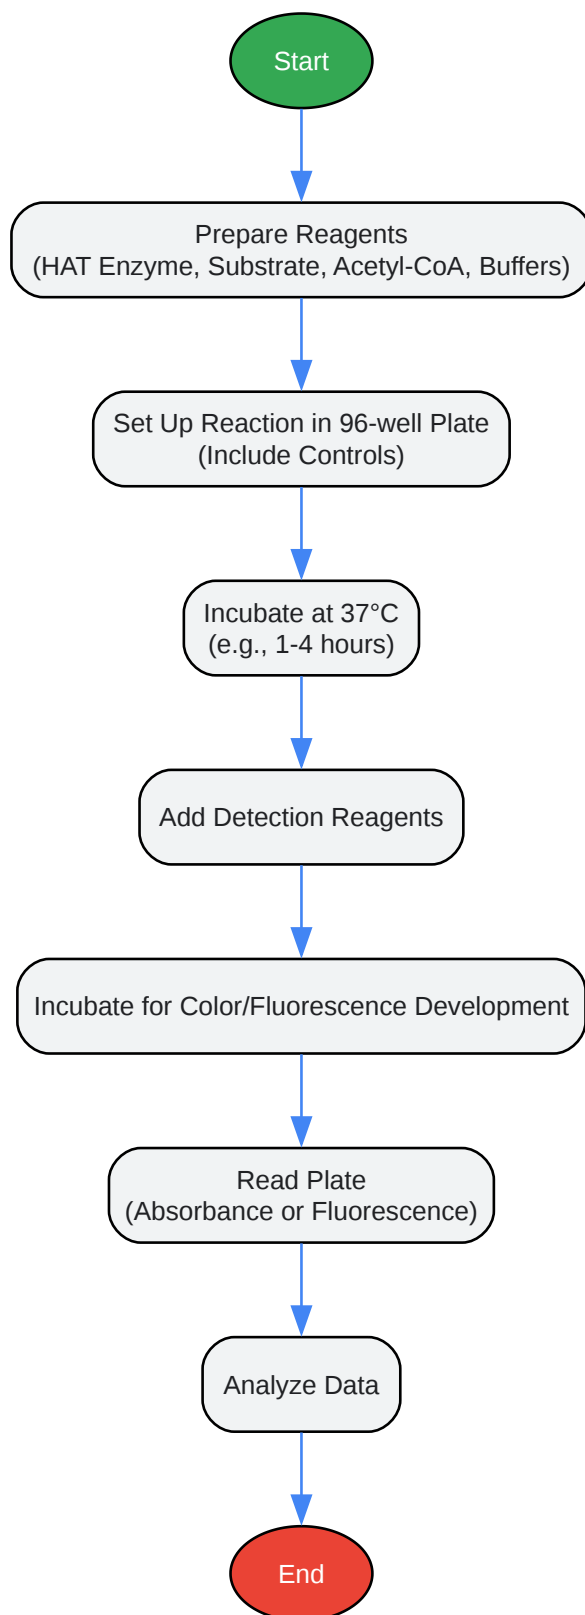 Start
Prepare Reagents
(HAT Enzyme, Substrate, Acetyl-CoA, Buffers)
Set Up Reaction in 96-well Plate
(Include Controls)
Incubate at 37°C
(e.g., 1-4 hours)
Add Detection Reagents
Incubate for Color/Fluorescence Development
Read Plate
(Absorbance or Fluorescence)
Analyze Data
End